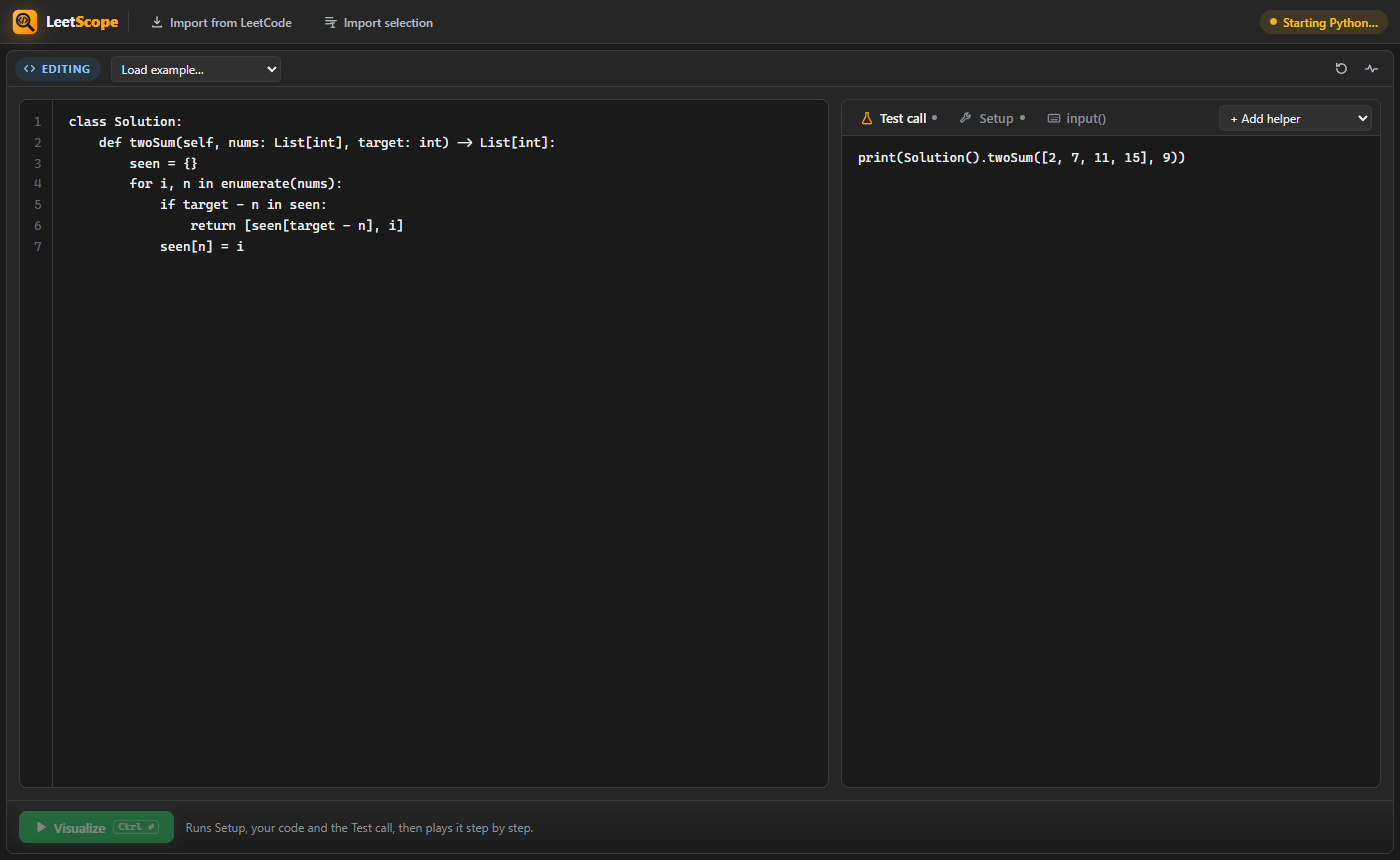 LeetScope
Import from LeetCode
Import selection
Starting Python...
EDITING
Load example...
1 class Solution:
2 def twoSum(self, nums: List[int], target: int) -> List[int]:
3 seen = {}
4 for i, n in enumerate(nums):
5 if target - n in seen:
6 return [seen[target - n], i]
7 seen[n] = i
Test call
Setup
input()
+ Add helper
print(Solution().twoSum([2, 7, 11, 15], 9))
Visualize Ctrl ⏎
Runs Setup, your code and the Test call, then plays it step by step.